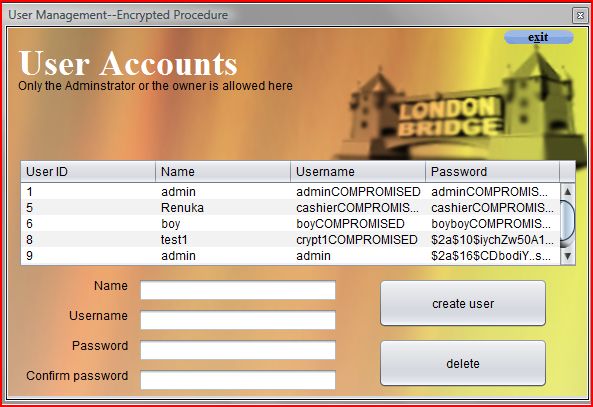 User Management--Encrypted Procedure
exit
User Accounts
Only the Adminstrator or the owner is allowed here
LONDON
BRIDGE
User ID Name Username Password
1 admin adminCOMPROMISED adminCOMPROMIS...
5 Renuka cashierCOMPROMIS... cashierCOMPROMIS...
6 boy boyCOMPROMISED boyboyCOMPROMIS...
8 test1 crypt1COMPROMISED $2a$10$iychZw50A1...
9 admin admin $2a$16$CDbodiY..s...
Name
Username
Password
Confirm password
create user
delete